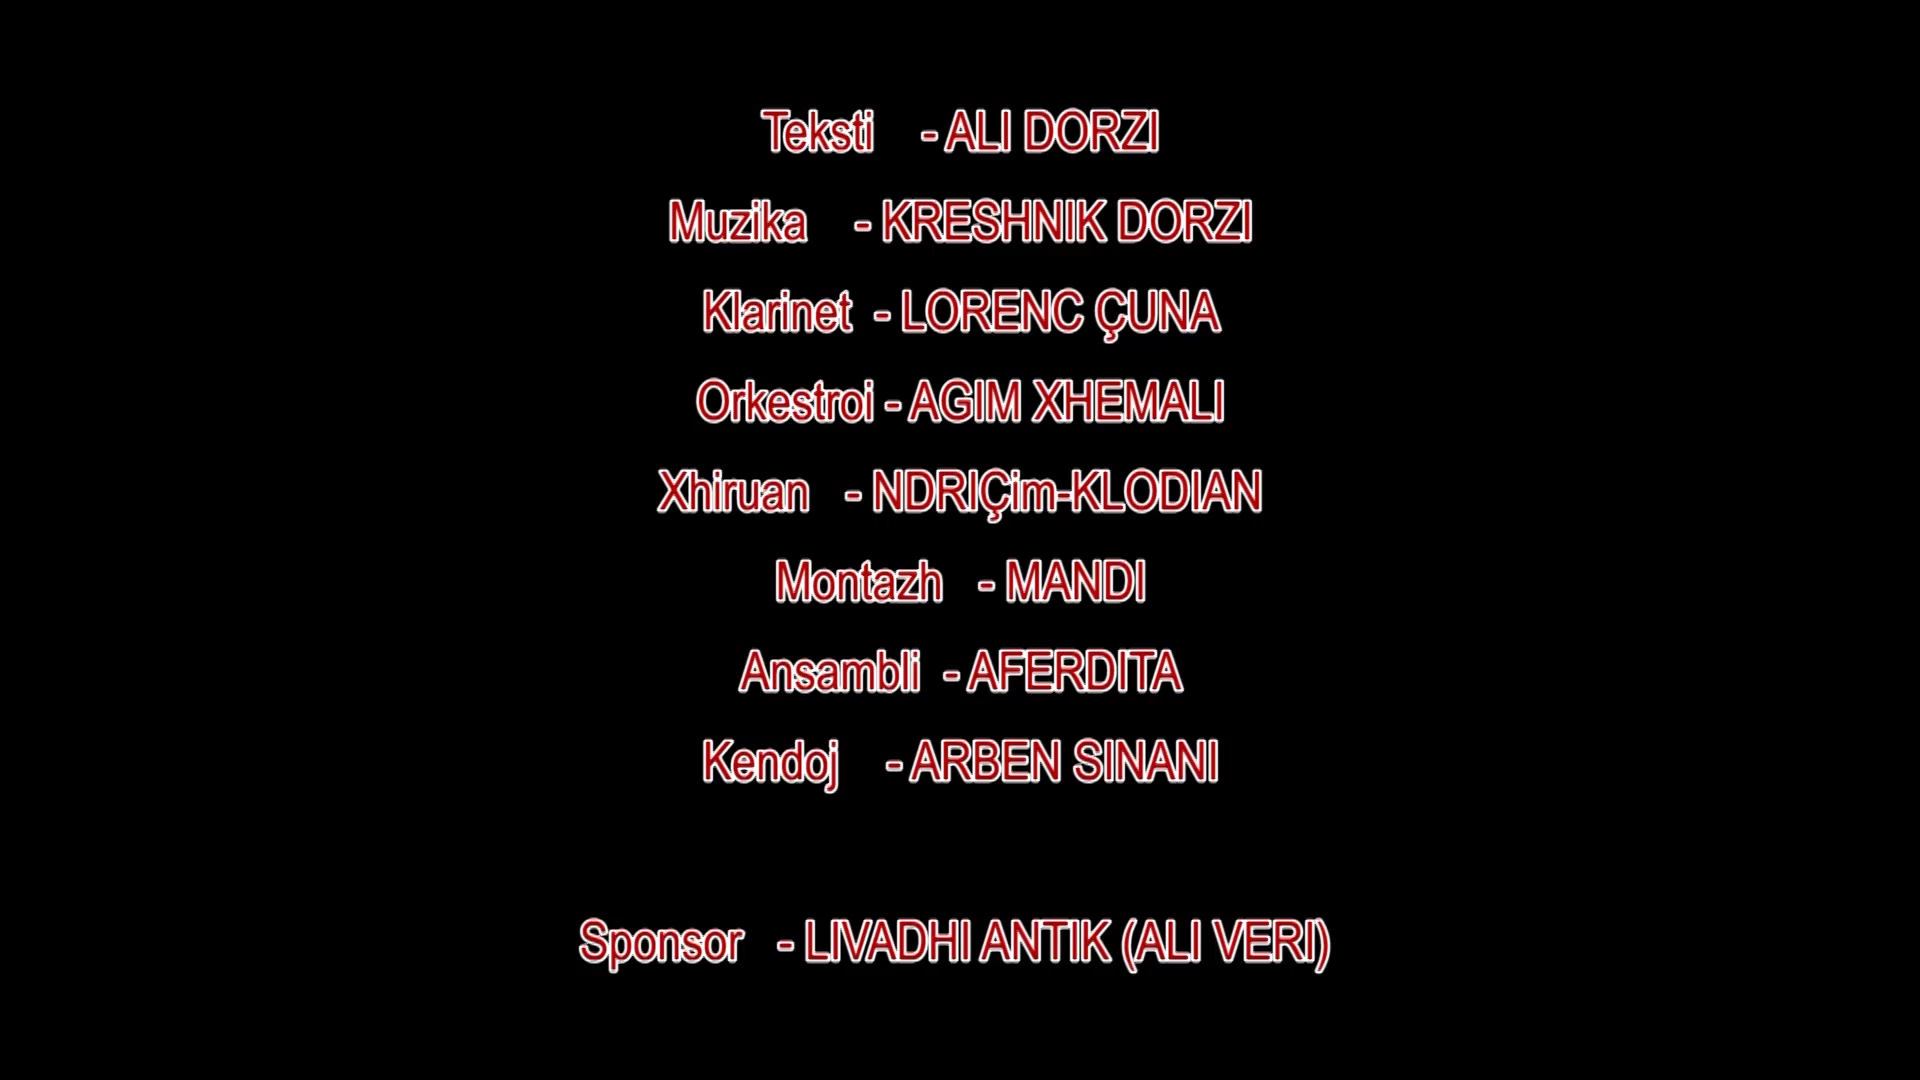 Teksti - ALI DORZI
Muzika - KRESHNIK DORZI
Klarinet - LORENC ÇUNA
Orkestroi - AGIM XHEMALI
Xhiruan - NDRIÇim-KLODIAN
Montazh - MANDI
Ansambli - AFERDITA
Kendoj - ARBEN SINANI
Sponsor - LIVADHI ANTIK (ALI VERI)